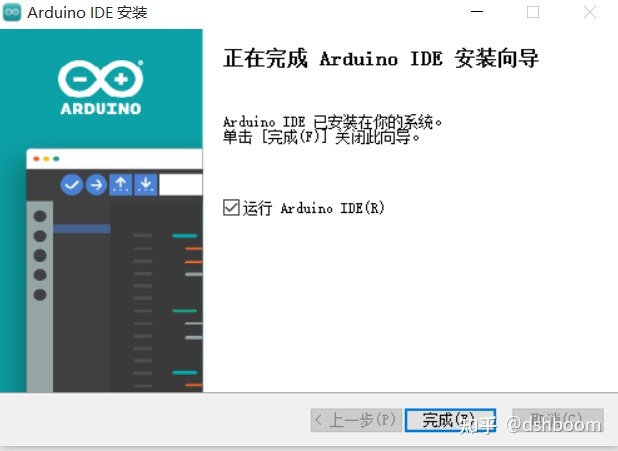 Arduino IDE 安装
正在完成 Arduino IDE 安装向导
ARDUINO
Arduino IDE 已安装在你的系统。
单击 [完成(F)] 关闭此向导。
运行 Arduino IDE(R)
< 上一步(P)
完成(F)
取消(C)
知乎 @dshboom